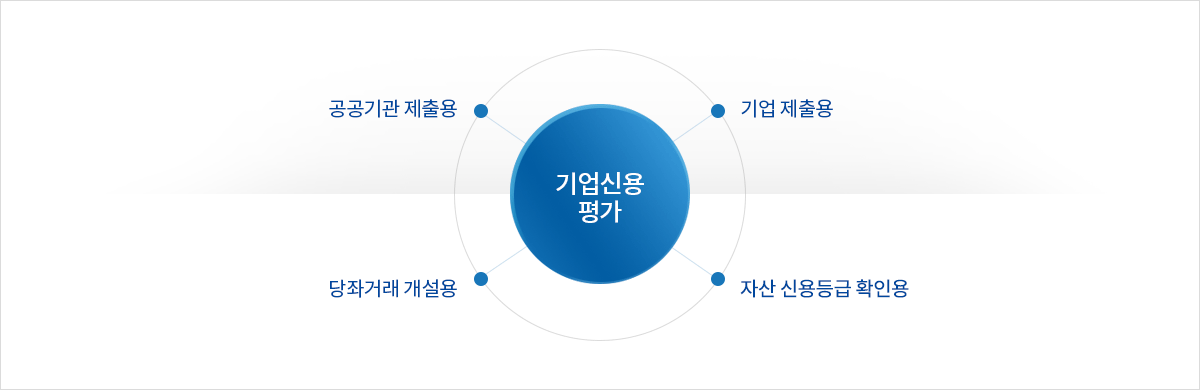 공공기관 제출용
기업 제출용
기업신용
평가
당좌거래 개설용
자산 신용등급 확인용